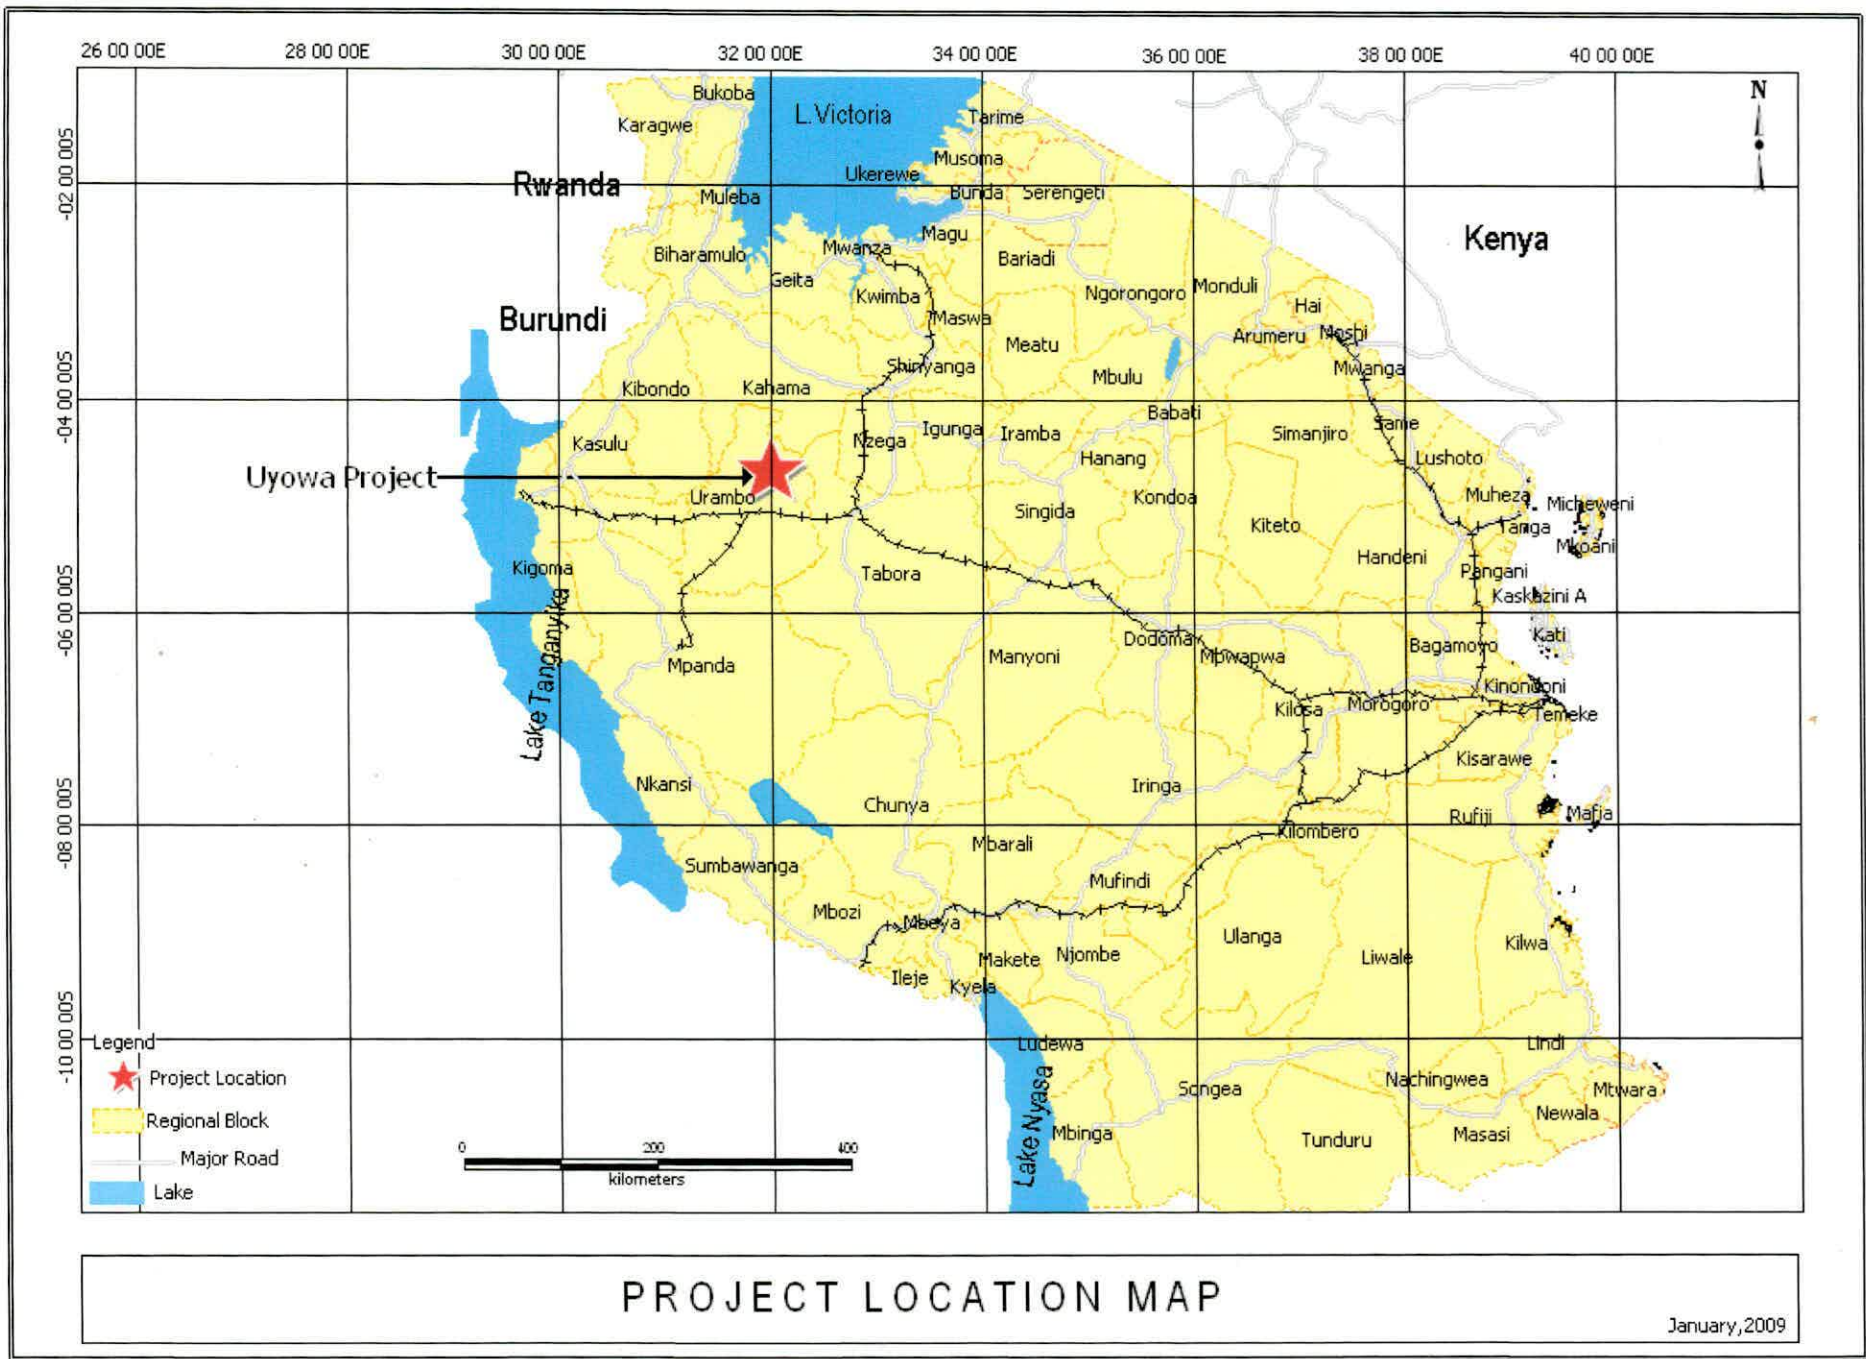 26 00 00E 28 00 00E 30 00 00E 32 00 00E 34 00 00E 36 00 00E 38 00 00E 40 00 00E
N
Bukoba
L.Victoria
Tarime
Karagwe
Musoma
-02 00 00S
Ukerewe
Rwanda
Muleba
Bunda
Serengeti
Magu
Kenya
Mwanza
Biharamulo
Bariadi
Geita
Kwimba
Ngorongoro
Monduli
Hai
Burundi
Maswa
Arumeru
Moshi
Meatu
Shinyanga
Mwanga
Mbulu
Kibondo
Kahama
-04 00 00S
Babati
Same
Igunga
Iramba
Simanjiro
Kasulu
Nzega
Hanang
Lushoto
Uyowa Project
Urambo
Kondoa
Muheza
Micheweni
Singida
Kiteto
Tanga
Mkoani
Handeni
Kigoma
Tabora
Pangani
Kaskazini A
-06 00 00S
Lake Tanganyika
Kati
Dodoma
Bagamoyo
Manyoni
Mpwapwa
Mpanda
Kinondoni
Kilosa
Morogoro
Temeke
Kisarawe
Nkansi
Iringa
Chunya
Rufiji
Mafia
-08 00 00S
Kilombero
Mbarali
Sumbawanga
Mufindi
Mbozi
Mbeya
Ulanga
Kilwa
Makete
Njombe
Liwale
Ileje
Kyela
-10 00 00S
Ludewa
Lindi
Lake Nyasa
Songea
Nachingwea
Mtwara
Newala
Mbinga
Tunduru
Masasi
Legend
Project Location
Regional Block
Major Road
Lake
0 200 400
kilometers
PROJECT LOCATION MAP
January,2009